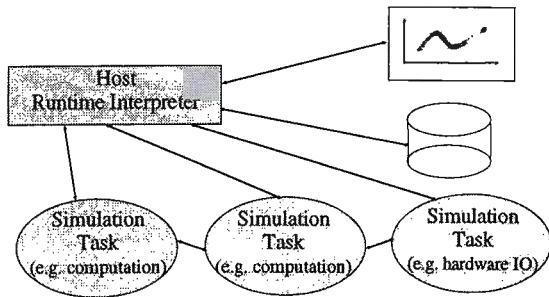 Host
Runtime Interpreter
Simulation
Task
(e.g. computation)
Simulation
Task
(e.g. computation)
Simulation
Task
(e.g. hardware IO)